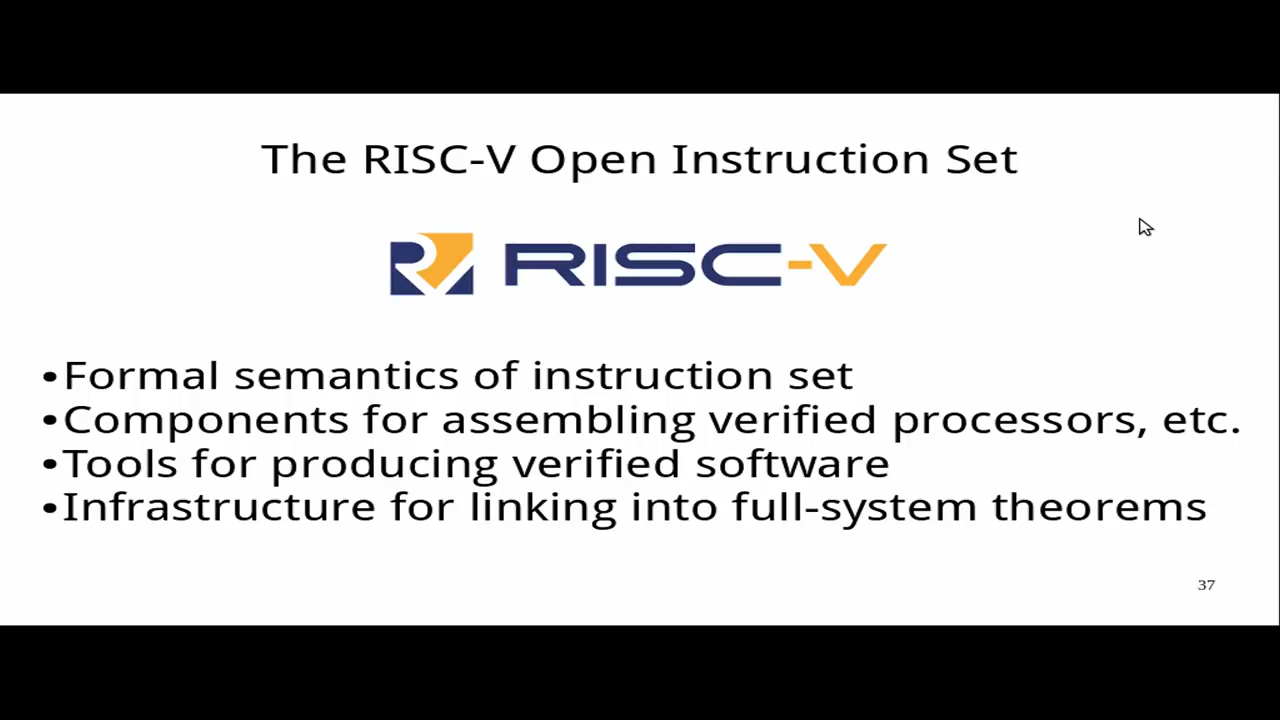 The RISC-V Open Instruction Set
RISC-V
•Formal semantics of instruction set
•Components for assembling verified processors, etc.
•Tools for producing verified software
•Infrastructure for linking into full-system theorems
37